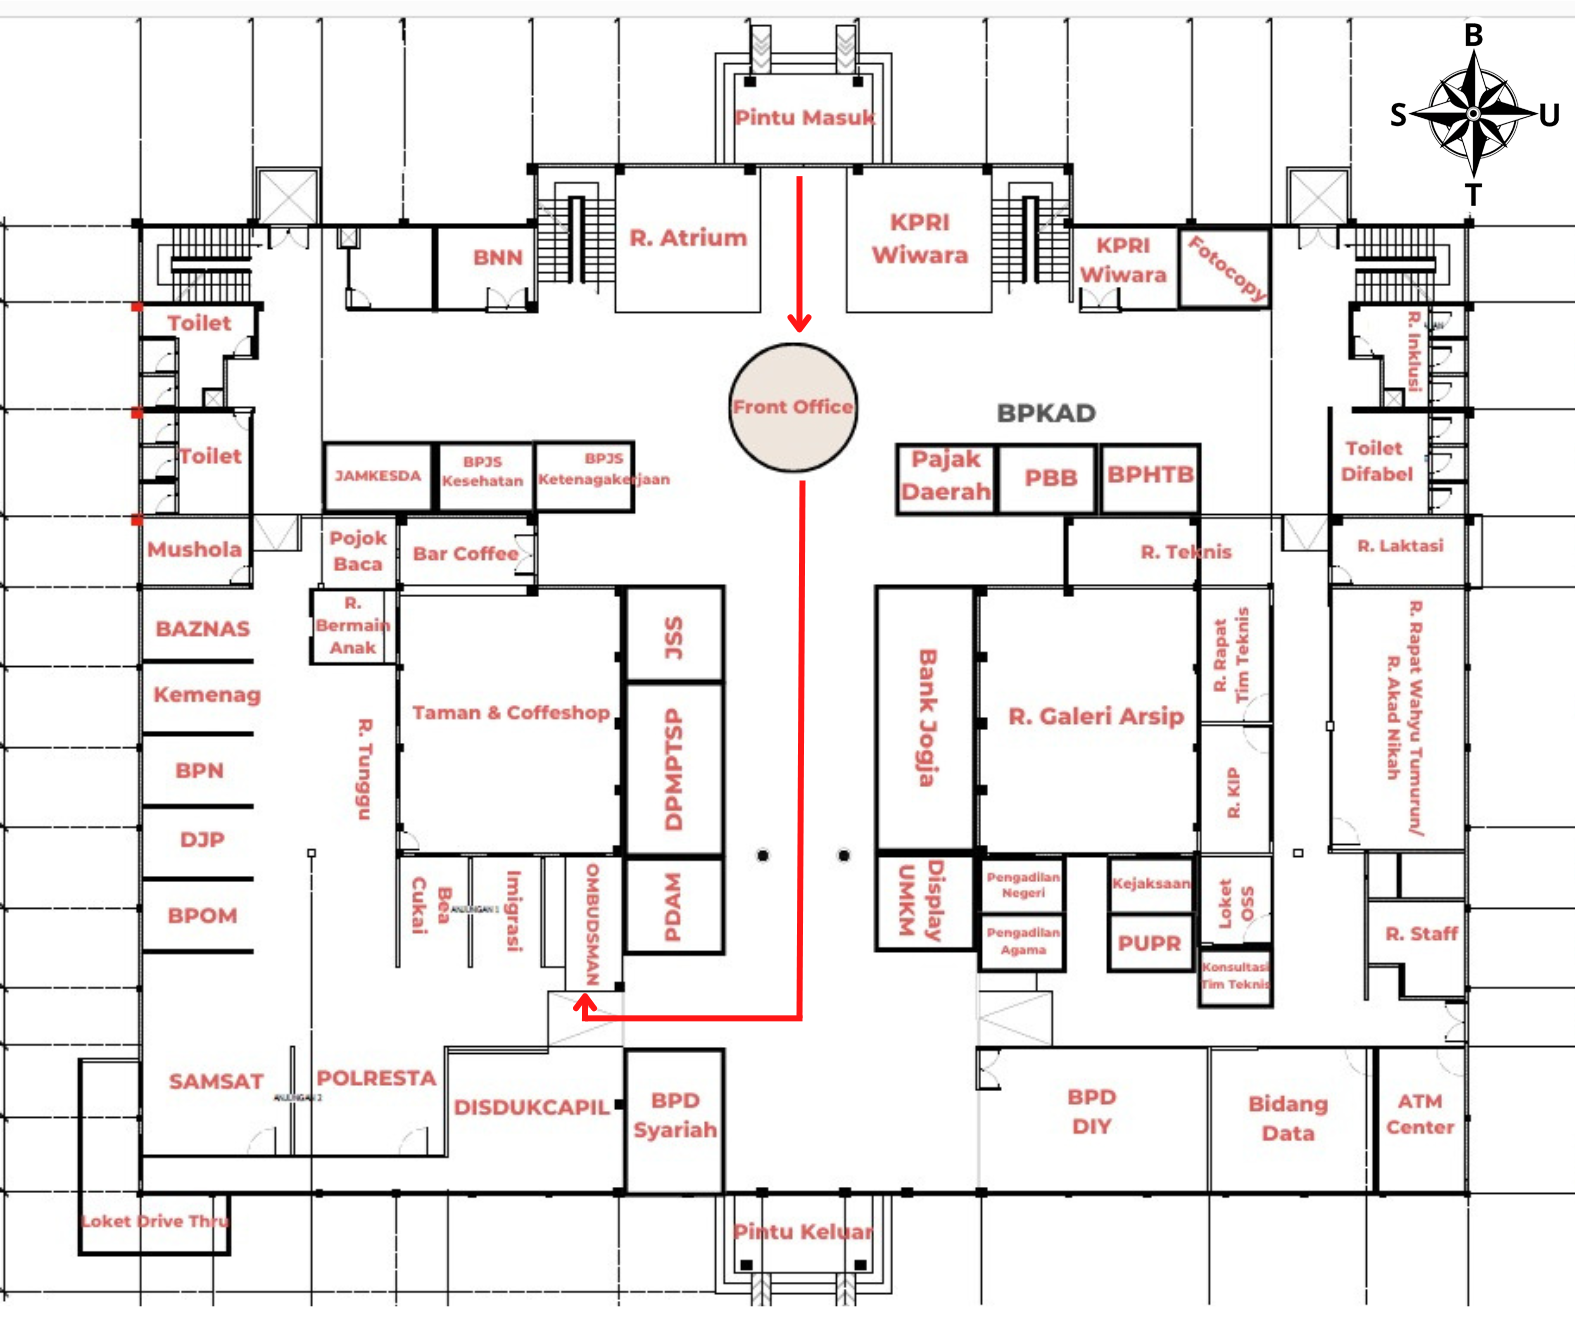 B
S
U
T
Pintu Masuk
R. Atrium
KPRI
Wiwara
BNN
KPRI
Wiwara
Fotocopy
Toilet
R. Inklusi
Front Office
BPKAD
Toilet
JAMKESDA
BPJS
Kesehatan
BPJS
Ketenagakerjaan
Pajak
Daerah
PBB
BPHTB
Toilet
Difabel
Mushola
Pojok
Baca
Bar Coffee
R. Teknis
R. Laktasi
BAZNAS
R.
Bermain
Anak
JSS
Bank Jogja
R. Rapat
Tim Teknis
R. Rapat Wahyu Tumurun/
R. Akad Nikah
Kemenag
R. Tunggu
Taman & Coffeshop
DPMPTSP
R. Galeri Arsip
BPN
R. KIP
DJP
BPOM
Bea
Cukai
ANJUNGAN 1
Imigrasi
OMBUDSMAN
PDAM
Display
UMKM
Pengadilan
Negeri
Kejaksaan
Loket
OSS
Pengadilan
Agama
PUPR
R. Staff
Konsultasi
Tim Teknis
SAMSAT
ANJUNGAN 2
POLRESTA
DISDUKCAPIL
BPD
Syariah
BPD
DIY
Bidang
Data
ATM
Center
Loket Drive Thru
Pintu Keluar